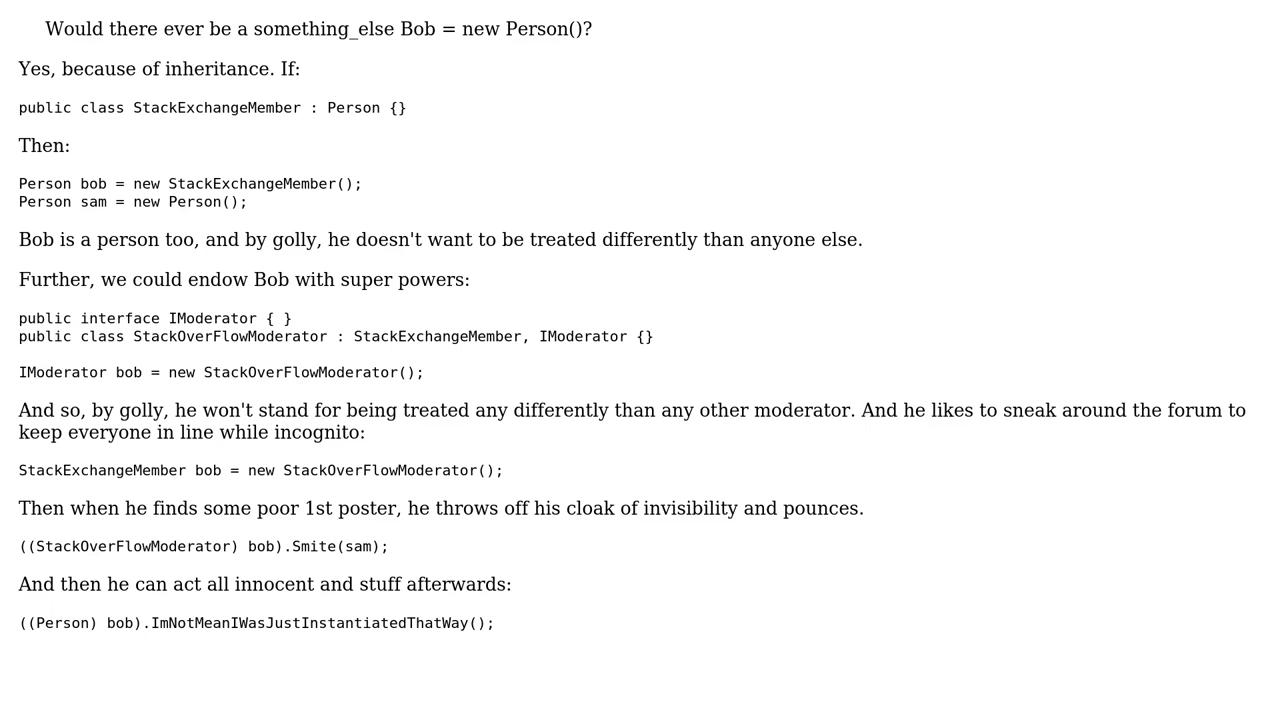 Would there ever be a something_else Bob = new Person()?
Yes, because of inheritance. If:
public class StackExchangeMember : Person {}
Then:
Person bob = new StackExchangeMember();
Person sam = new Person();
Bob is a person too, and by golly, he doesn't want to be treated differently than anyone else.
Further, we could endow Bob with super powers:
public interface IModerator { }
public class StackOverFlowModerator : StackExchangeMember, IModerator {}
IModerator bob = new StackOverFlowModerator();
And so, by golly, he won't stand for being treated any differently than any other moderator. And he likes to sneak around the forum to
keep everyone in line while incognito:
StackExchangeMember bob = new StackOverFlowModerator();
Then when he finds some poor 1st poster, he throws off his cloak of invisibility and pounces.
((StackOverFlowModerator) bob).Smite(sam);
And then he can act all innocent and stuff afterwards:
((Person) bob).ImNotMeanIWasJustInstantiatedThatWay();